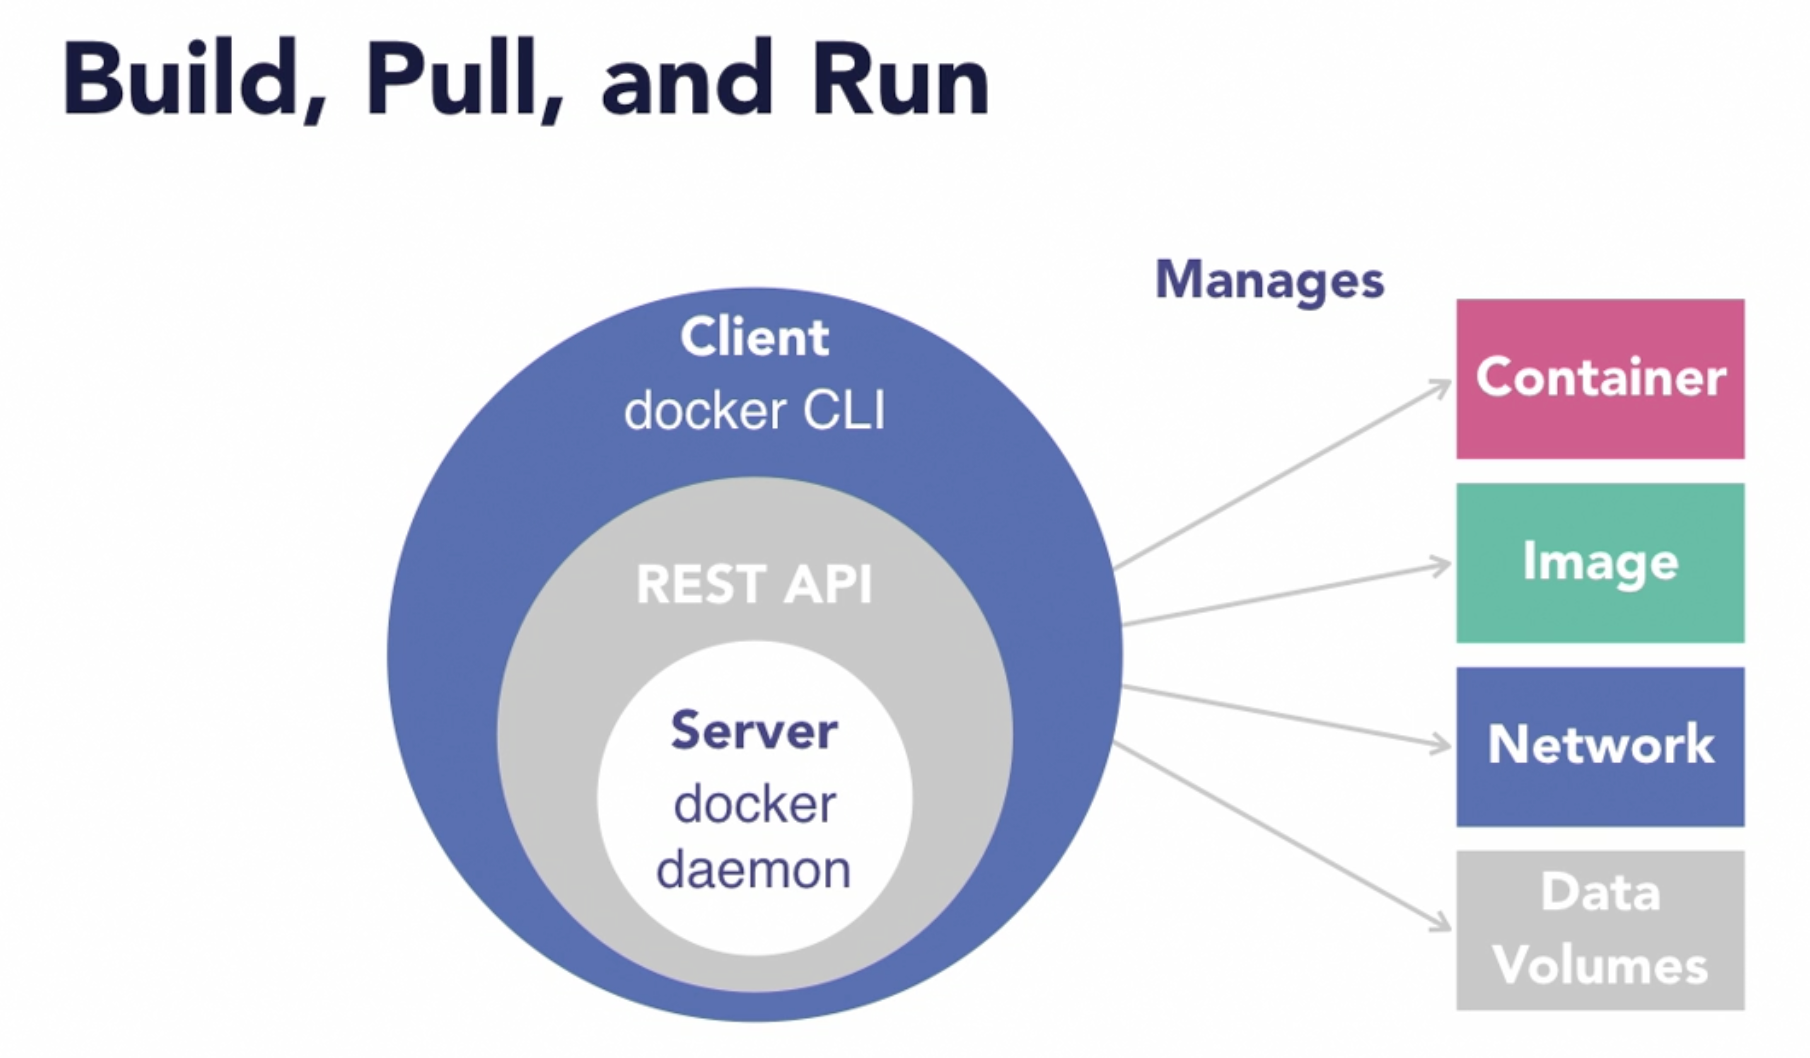 Build, Pull, and Run
Manages
Client
docker CLI
REST API
Server
docker
daemon
Container
Image
Network
Data
Volumes